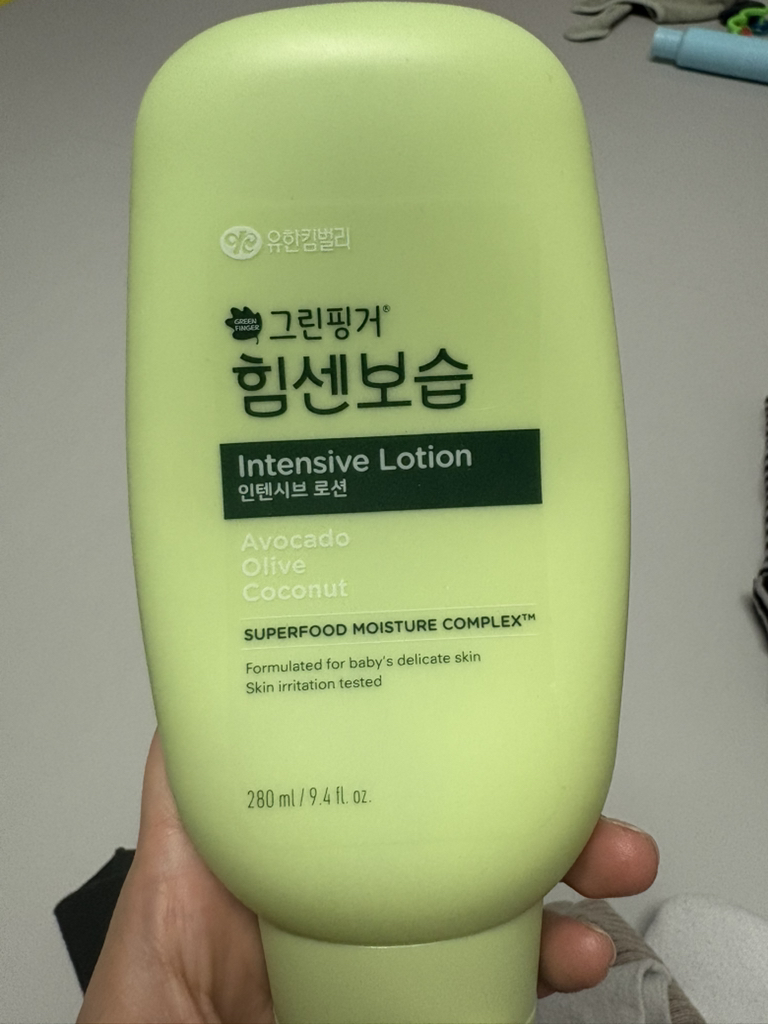 유한킴벌리
GREEN FINGER 그린핑거®
힘센보습
Intensive Lotion
인텐시브 로션
Avocado
Olive
Coconut
SUPERFOOD MOISTURE COMPLEX™
Formulated for baby's delicate skin
Skin irritation tested
280 ml / 9.4 fl. oz.